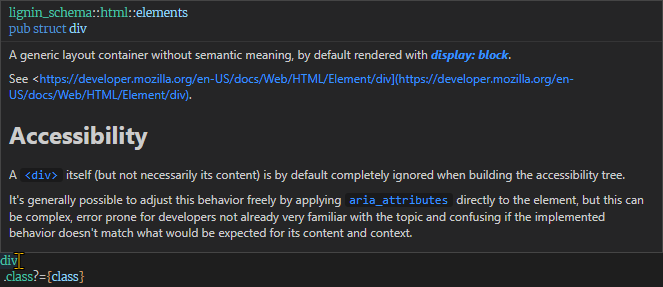 lignin_schema::html::elements
pub struct div
A generic layout container without semantic meaning, by default rendered with display: block.
See <https://developer.mozilla.org/en-US/docs/Web/HTML/Element/div](https://developer.mozilla.org/en-
US/docs/Web/HTML/Element/div).
Accessibility
A <div> itself (but not necessarily its content) is by default completely ignored when building the accessibility tree.
It's generally possible to adjust this behavior freely by applying aria_attributes directly to the element, but this can
be complex, error prone for developers not already very familiar with the topic and confusing if the implemented
behavior doesn't match what would be expected for its content and context.
div
.class?={class}